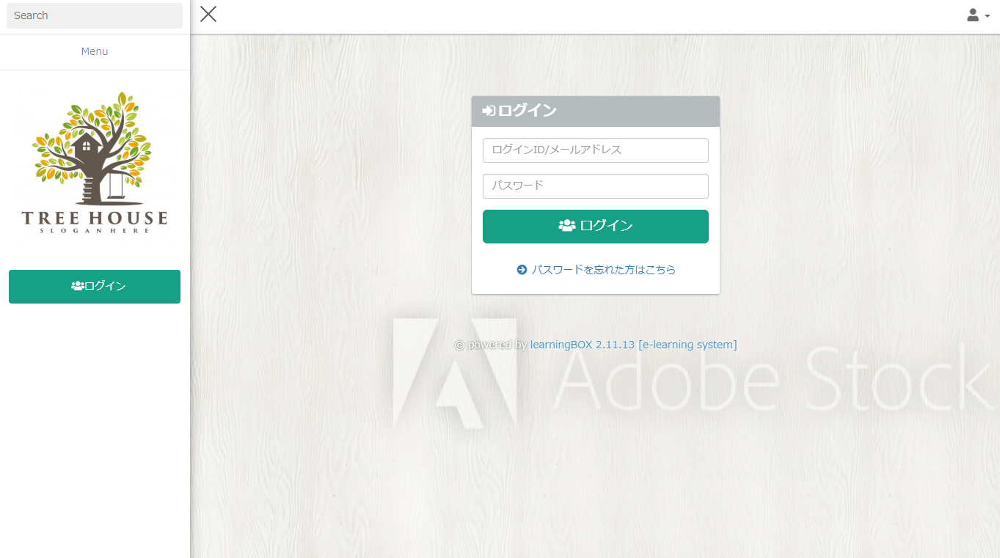 Search
Menu
TREE HOUSE
SLOGAN HERE
ログイン
ログイン
ログインID/メールアドレス
パスワード
ログイン
パスワードを忘れた方はこちら
© powered by learningBOX 2.11.13 [e-learning system]
Adobe Stock